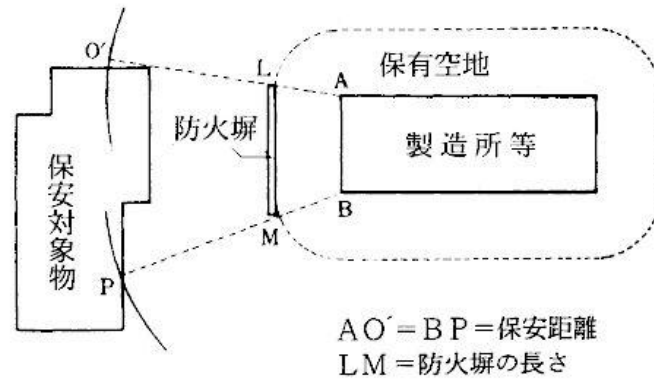 O´
L
A
保有空地
防火塀
製造所等
保安対象物
B
M
P
AO´=BP=保安距離
LM=防火塀の長さ